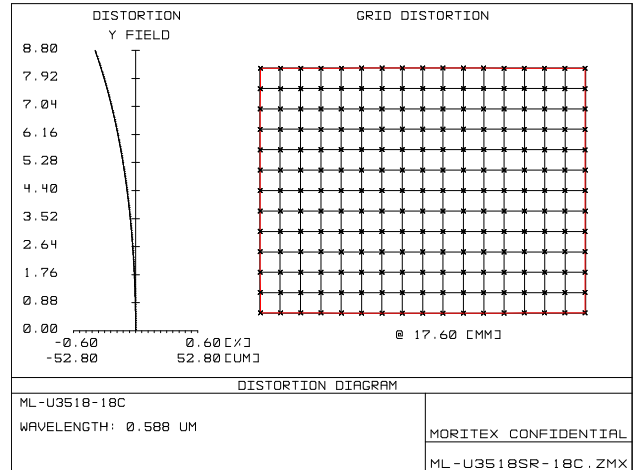 DISTORTION
Y FIELD
GRID DISTORTION
8.80
7.92
7.04
6.16
5.28
4.40
3.52
2.64
1.76
0.88
0.00
-0.60 0.60[%]
-52.80 52.80[UM]
@ 17.60 [MM]
DISTORTION DIAGRAM
ML-U3518-18C
WAVELENGTH: 0.588 UM
MORITEX CONFIDENTIAL
ML-U3518SR-18C.ZMX